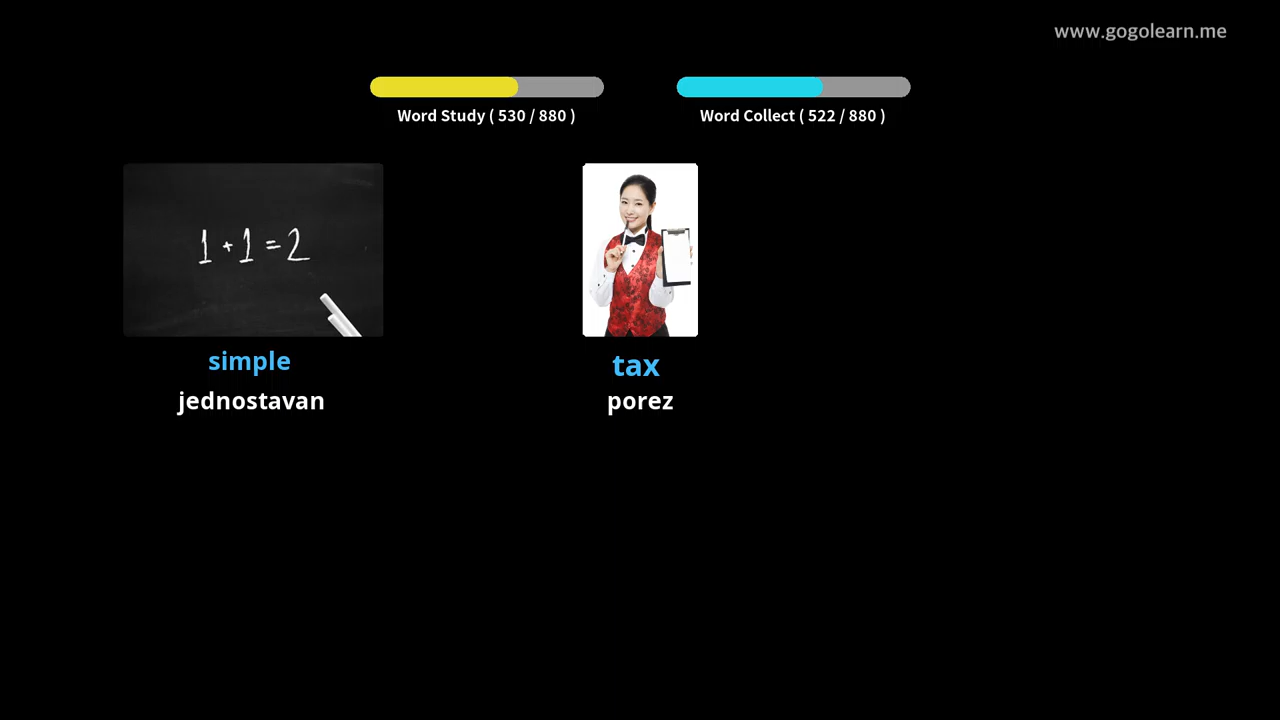 www.gogolearn.me
Word Study ( 530 / 880 )
Word Collect ( 522 / 880 )
1 + 1 = 2
simple
jednostavan
tax
porez